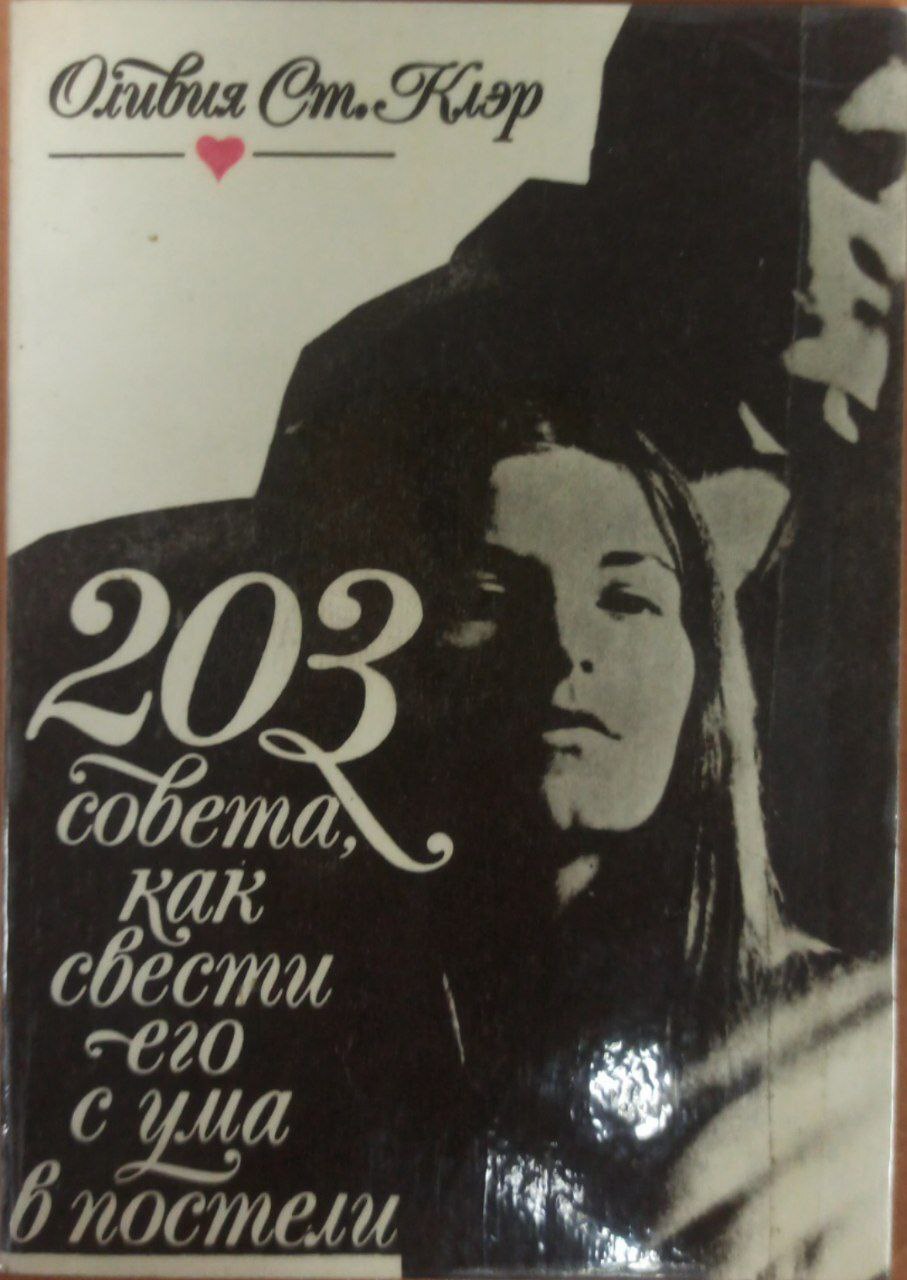 Оливия Ст. Клэр
203
совета,
как
свести
его
с ума
в постели